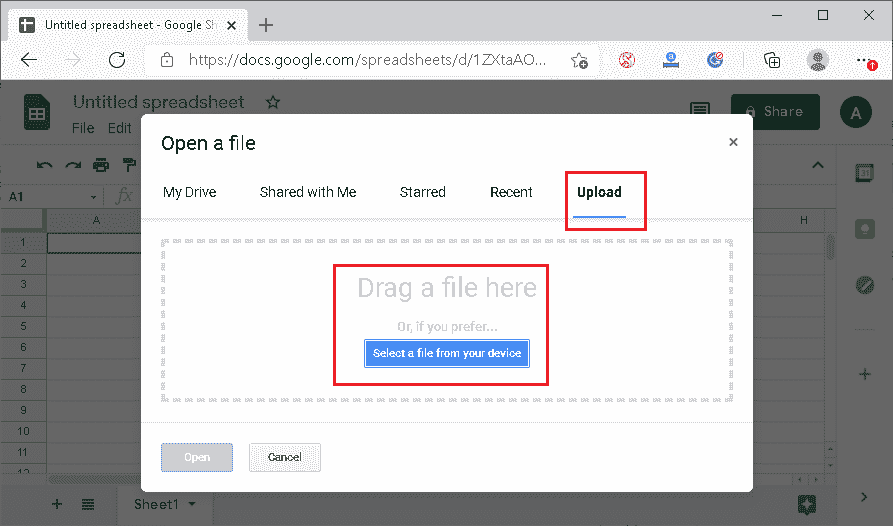 Untitled spreadsheet - Google Sh
https://docs.google.com/spreadsheets/d/1ZXtaAO...
Untitled spreadsheet
File Edit
Share
A
Open a file
My Drive Shared with Me Starred Recent Upload
A1 fx
A H
1
2
3
4
5
6
7
8
9
10
11
12
31
Drag a file here
Or, if you prefer...
Select a file from your device
Open Cancel
Sheet1